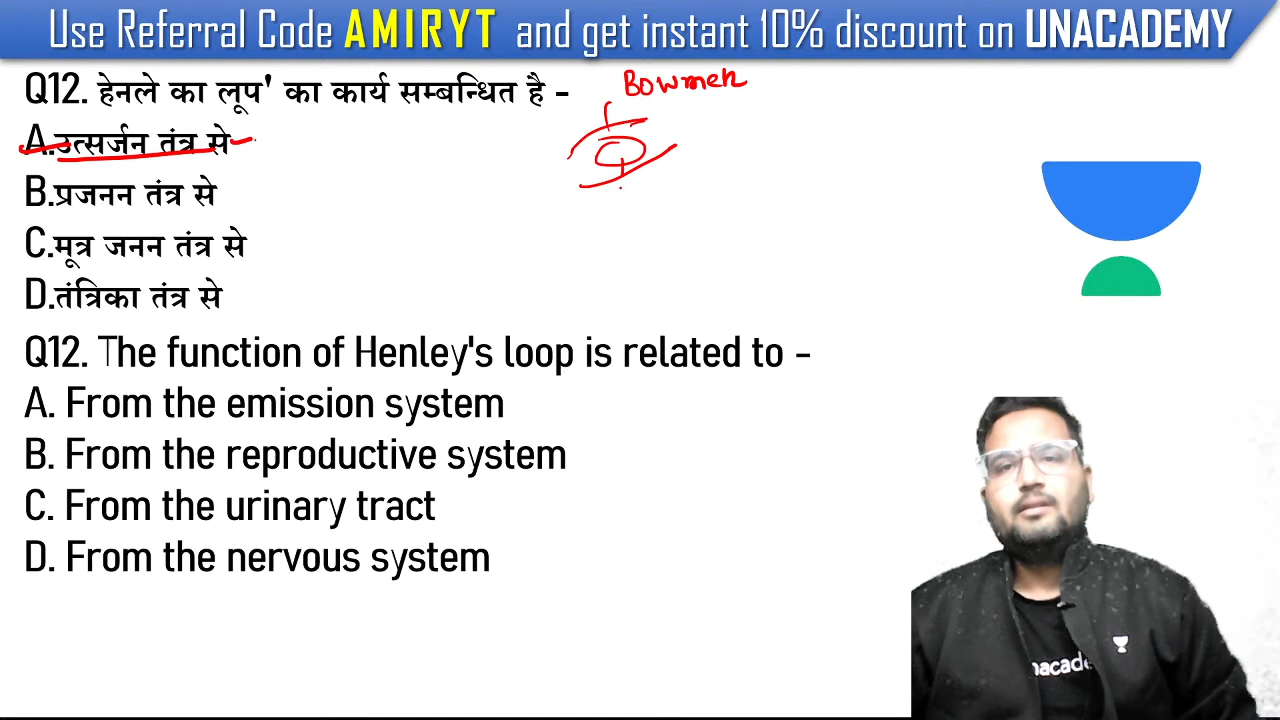 Use Referral Code AMIRYT and get instant 10% discount on UNACADEMY
Q12. हेनले का लूप' का कार्य सम्बन्धित है -
Bowmen
A.उत्सर्जन तंत्र से
B.प्रजनन तंत्र से
C.मूत्र जनन तंत्र से
D.तंत्रिका तंत्र से
Q12. The function of Henley's loop is related to -
A. From the emission system
B. From the reproductive system
C. From the urinary tract
D. From the nervous system